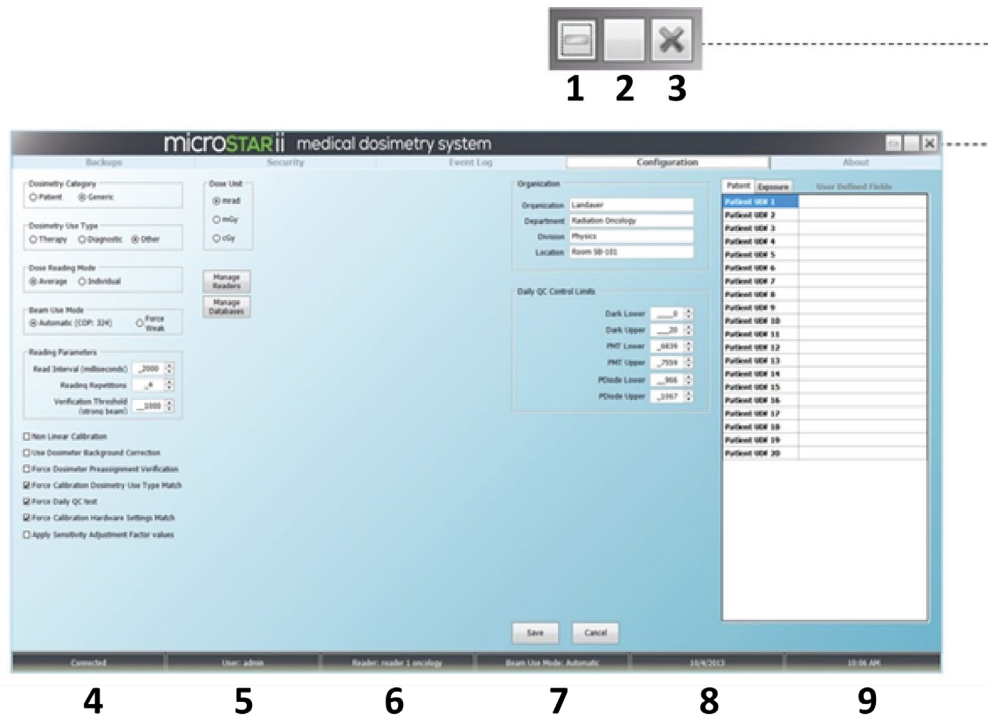 1 2 3
microSTARii medical dosimetry system
Backups Security Event Log Configuration About
Dosimetry Category
Patient Generic
Dosimetry Use Type
Therapy Diagnostic Other
Dose Reading Mode
Average Individual
Beam Use Mode
Automatic (COP: 324) Force Weak
Reading Parameters
Read Interval (milliseconds) _2000
Reading Repetitions _4
Verification Threshold (strong beam) __1000
Non Linear Calibration
Use Dosimeter Background Correction
Force Dosimeter Preassignment Verification
Force Calibration Dosimetry Use Type Match
Force Daily QC test
Force Calibration Hardware Settings Match
Apply Sensitivity Adjustment Factor values
Dose Unit
mrad
mGy
cGy
Manage Readers
Manage Databases
Organization
Organization Landauer
Department Radiation Oncology
Division Physics
Location Room SB-101
Daily QC Control Limits
Dark Lower ____0
Dark Upper ___20
PMT Lower _6839
PMT Upper _7559
PDiode Lower __966
PDiode Upper _1067
Patient Exposure User Defined Fields
Patient UDF 1
Patient UDF 2
Patient UDF 3
Patient UDF 4
Patient UDF 5
Patient UDF 6
Patient UDF 7
Patient UDF 8
Patient UDF 9
Patient UDF 10
Patient UDF 11
Patient UDF 12
Patient UDF 13
Patient UDF 14
Patient UDF 15
Patient UDF 16
Patient UDF 17
Patient UDF 18
Patient UDF 19
Patient UDF 20
Save Cancel
Connected User: admin Reader: reader 1 oncology Beam Use Mode: Automatic 10/4/2013 10:06 AM
4 5 6 7 8 9